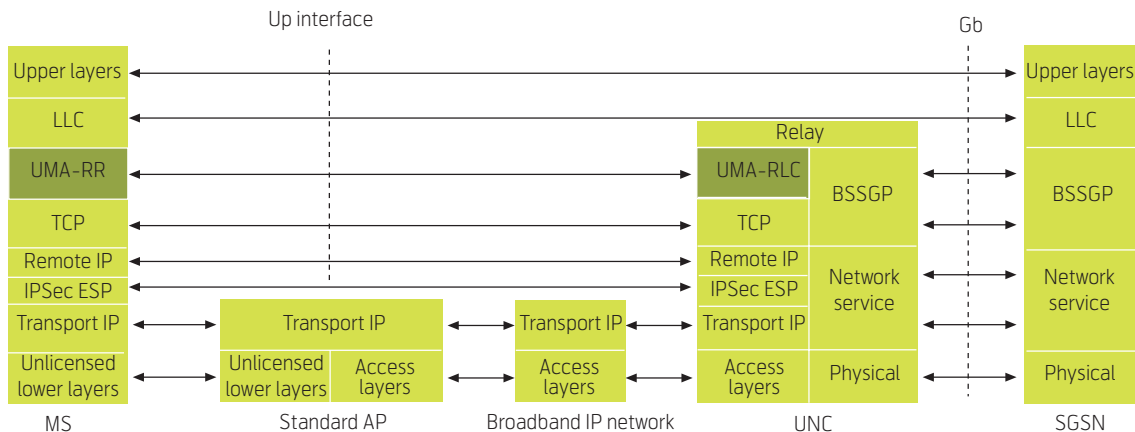 Up interface
Gb
Upper layers
Upper layers
LLC
LLC
Relay
UMA-RR
UMA-RLC
BSSGP
BSSGP
TCP
TCP
Remote IP
Remote IP
Network
service
Network
service
IPSec ESP
IPSec ESP
Transport IP
Transport IP
Transport IP
Transport IP
Unlicensed
lower layers
Unlicensed
lower layers
Access
layers
Access
layers
Access
layers
Physical
Physical
MS
Standard AP
Broadband IP network
UNC
SGSN